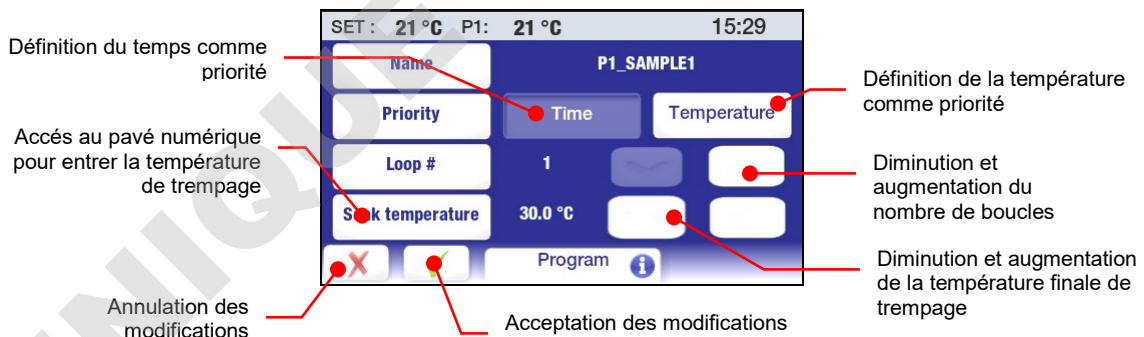 SET : 21 °C P1: 21 °C 15:29
Définition du temps comme
priorité
Name P1_SAMPLE1
Définition de la température
comme priorité
Priority Time Temperature
Accés au pavé numérique
pour entrer la température
de trempage
Loop # 1
Diminution et
augmentation du
nombre de boucles
temperature 30.0 °C
Program i
Diminution et augmentation
de la température finale de
trempage
Annulation des
modifications
Acceptation des modifications
NIQUE